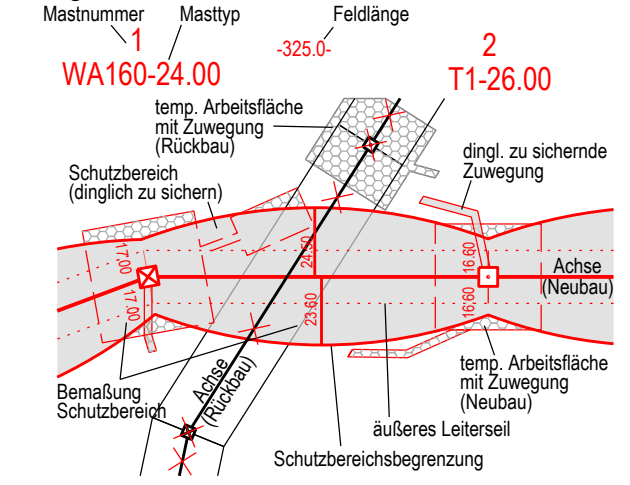 Mastnummer
Masttyp
Feldlänge
1
WA160-24.00
-325.0-
2
T1-26.00
temp. Arbeitsfläche
mit Zuwegung
(Rückbau)
dingl. zu sichernde
Zuwegung
Schutzbereich
(dinglich zu sichern)
17.00
17.00
24.50
23.60
16.60
16.60
Achse
(Neubau)
Achse
(Rückbau)
Bemaßung
Schutzbereich
temp. Arbeitsfläche
mit Zuwegung
(Neubau)
äußeres Leiterseil
Schutzbereichsbegrenzung